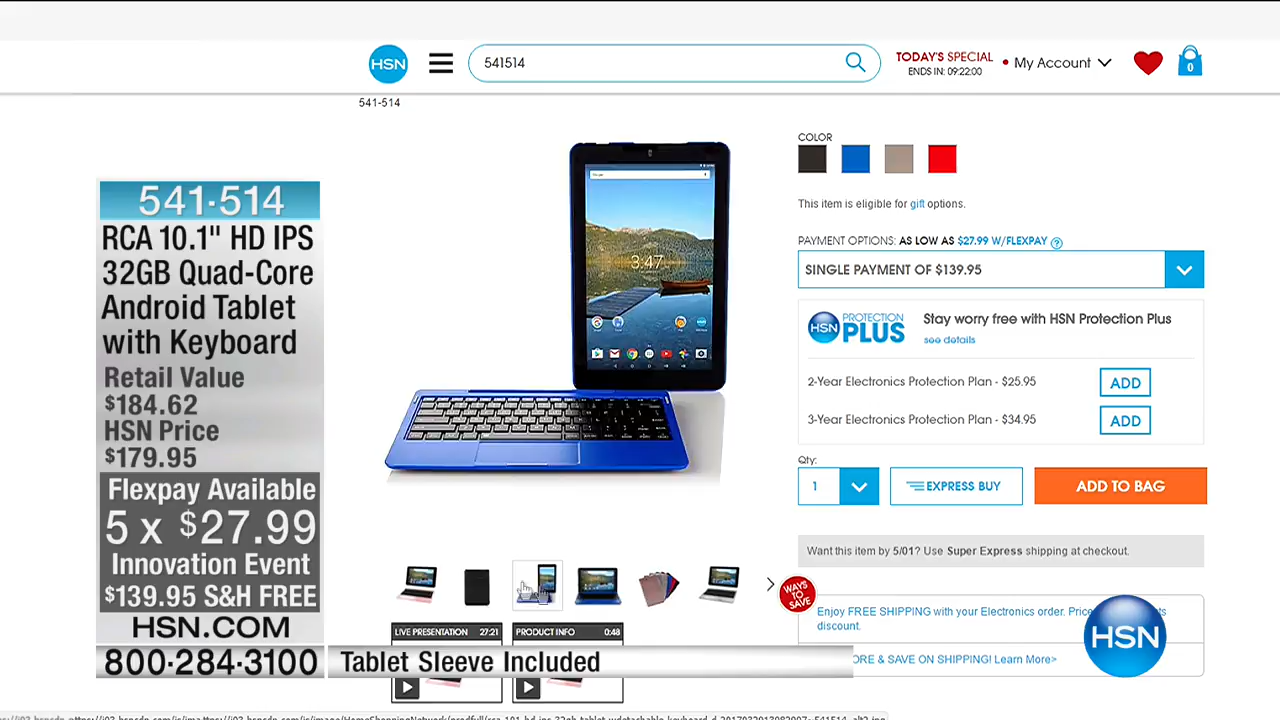 HSN
541514
TODAY'S SPECIAL
ENDS IN: 09:22:00
My Account
0
541-514
541-514
RCA 10.1" HD IPS
32GB Quad-Core
Android Tablet
with Keyboard
Retail Value
$184.62
HSN Price
$179.95
Flexpay Available
5 x $27.99
Innovation Event
$139.95 S&H FREE
HSN.COM
800-284-3100
3:47
COLOR
This item is eligible for gift options.
PAYMENT OPTIONS: AS LOW AS $27.99 W/FLEXPAY ?
SINGLE PAYMENT OF $139.95
HSN PROTECTION PLUS
Stay worry free with HSN Protection Plus
see details
2-Year Electronics Protection Plan - $25.95 ADD
3-Year Electronics Protection Plan - $34.95 ADD
Qty:
1 EXPRESS BUY ADD TO BAG
Want this item by 5/01? Use Super Express shipping at checkout.
WAYS TO SAVE
Enjoy FREE SHIPPING with your Electronics order.
discount.
& SAVE ON SHIPPING! Learn More>
HSN
LIVE PRESENTATION 27:21
PRODUCT INFO 0:48
Tablet Sleeve Included